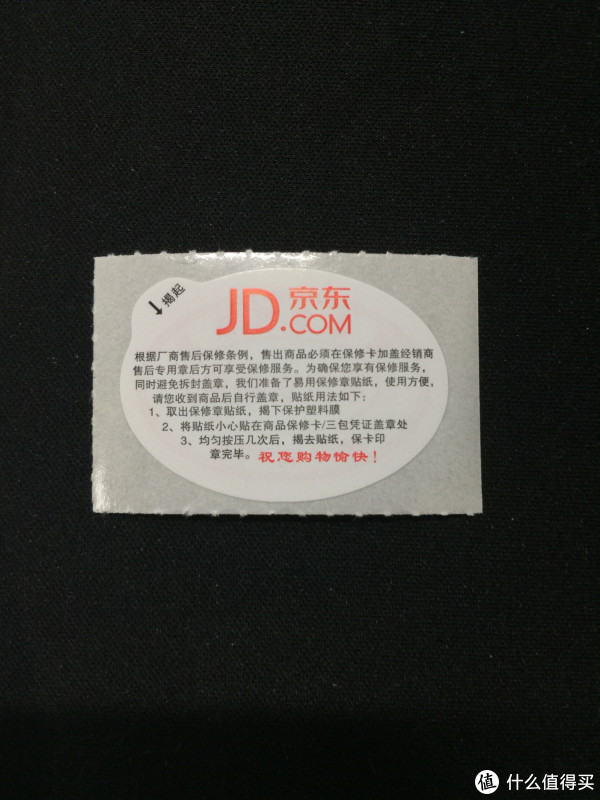 揭起
JD.京东
.COM
根据厂商售后保修条例，售出商品必须在保修卡加盖经销商
售后专用章后方可享受保修服务。为确保您享有保修服务，
同时避免拆封盖章，我们准备了易用保修章贴纸，使用方便，
请您收到商品后自行盖章，贴纸用法如下：
1、取出保修章贴纸，揭下保护塑料膜
2、将贴纸小心贴在商品保修卡/三包凭证盖章处
3、均匀按压几次后，揭去贴纸，保卡印
章完毕。祝您购物愉快！
值 什么值得买